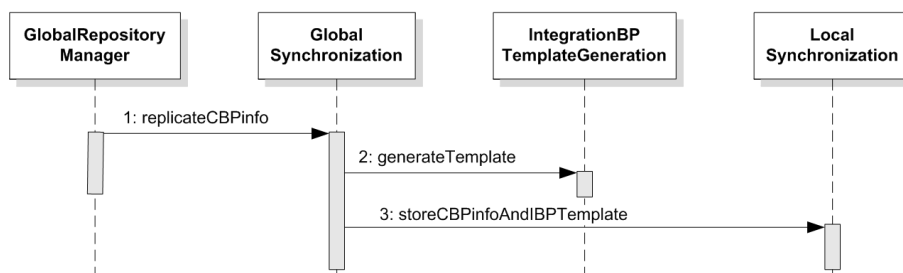 GlobalRepository
Manager
Global
Synchronization
IntegrationBP
TemplateGeneration
Local
Synchronization
1: replicateCBPinfo
2: generateTemplate
3: storeCBPinfoAndIBPTemplate